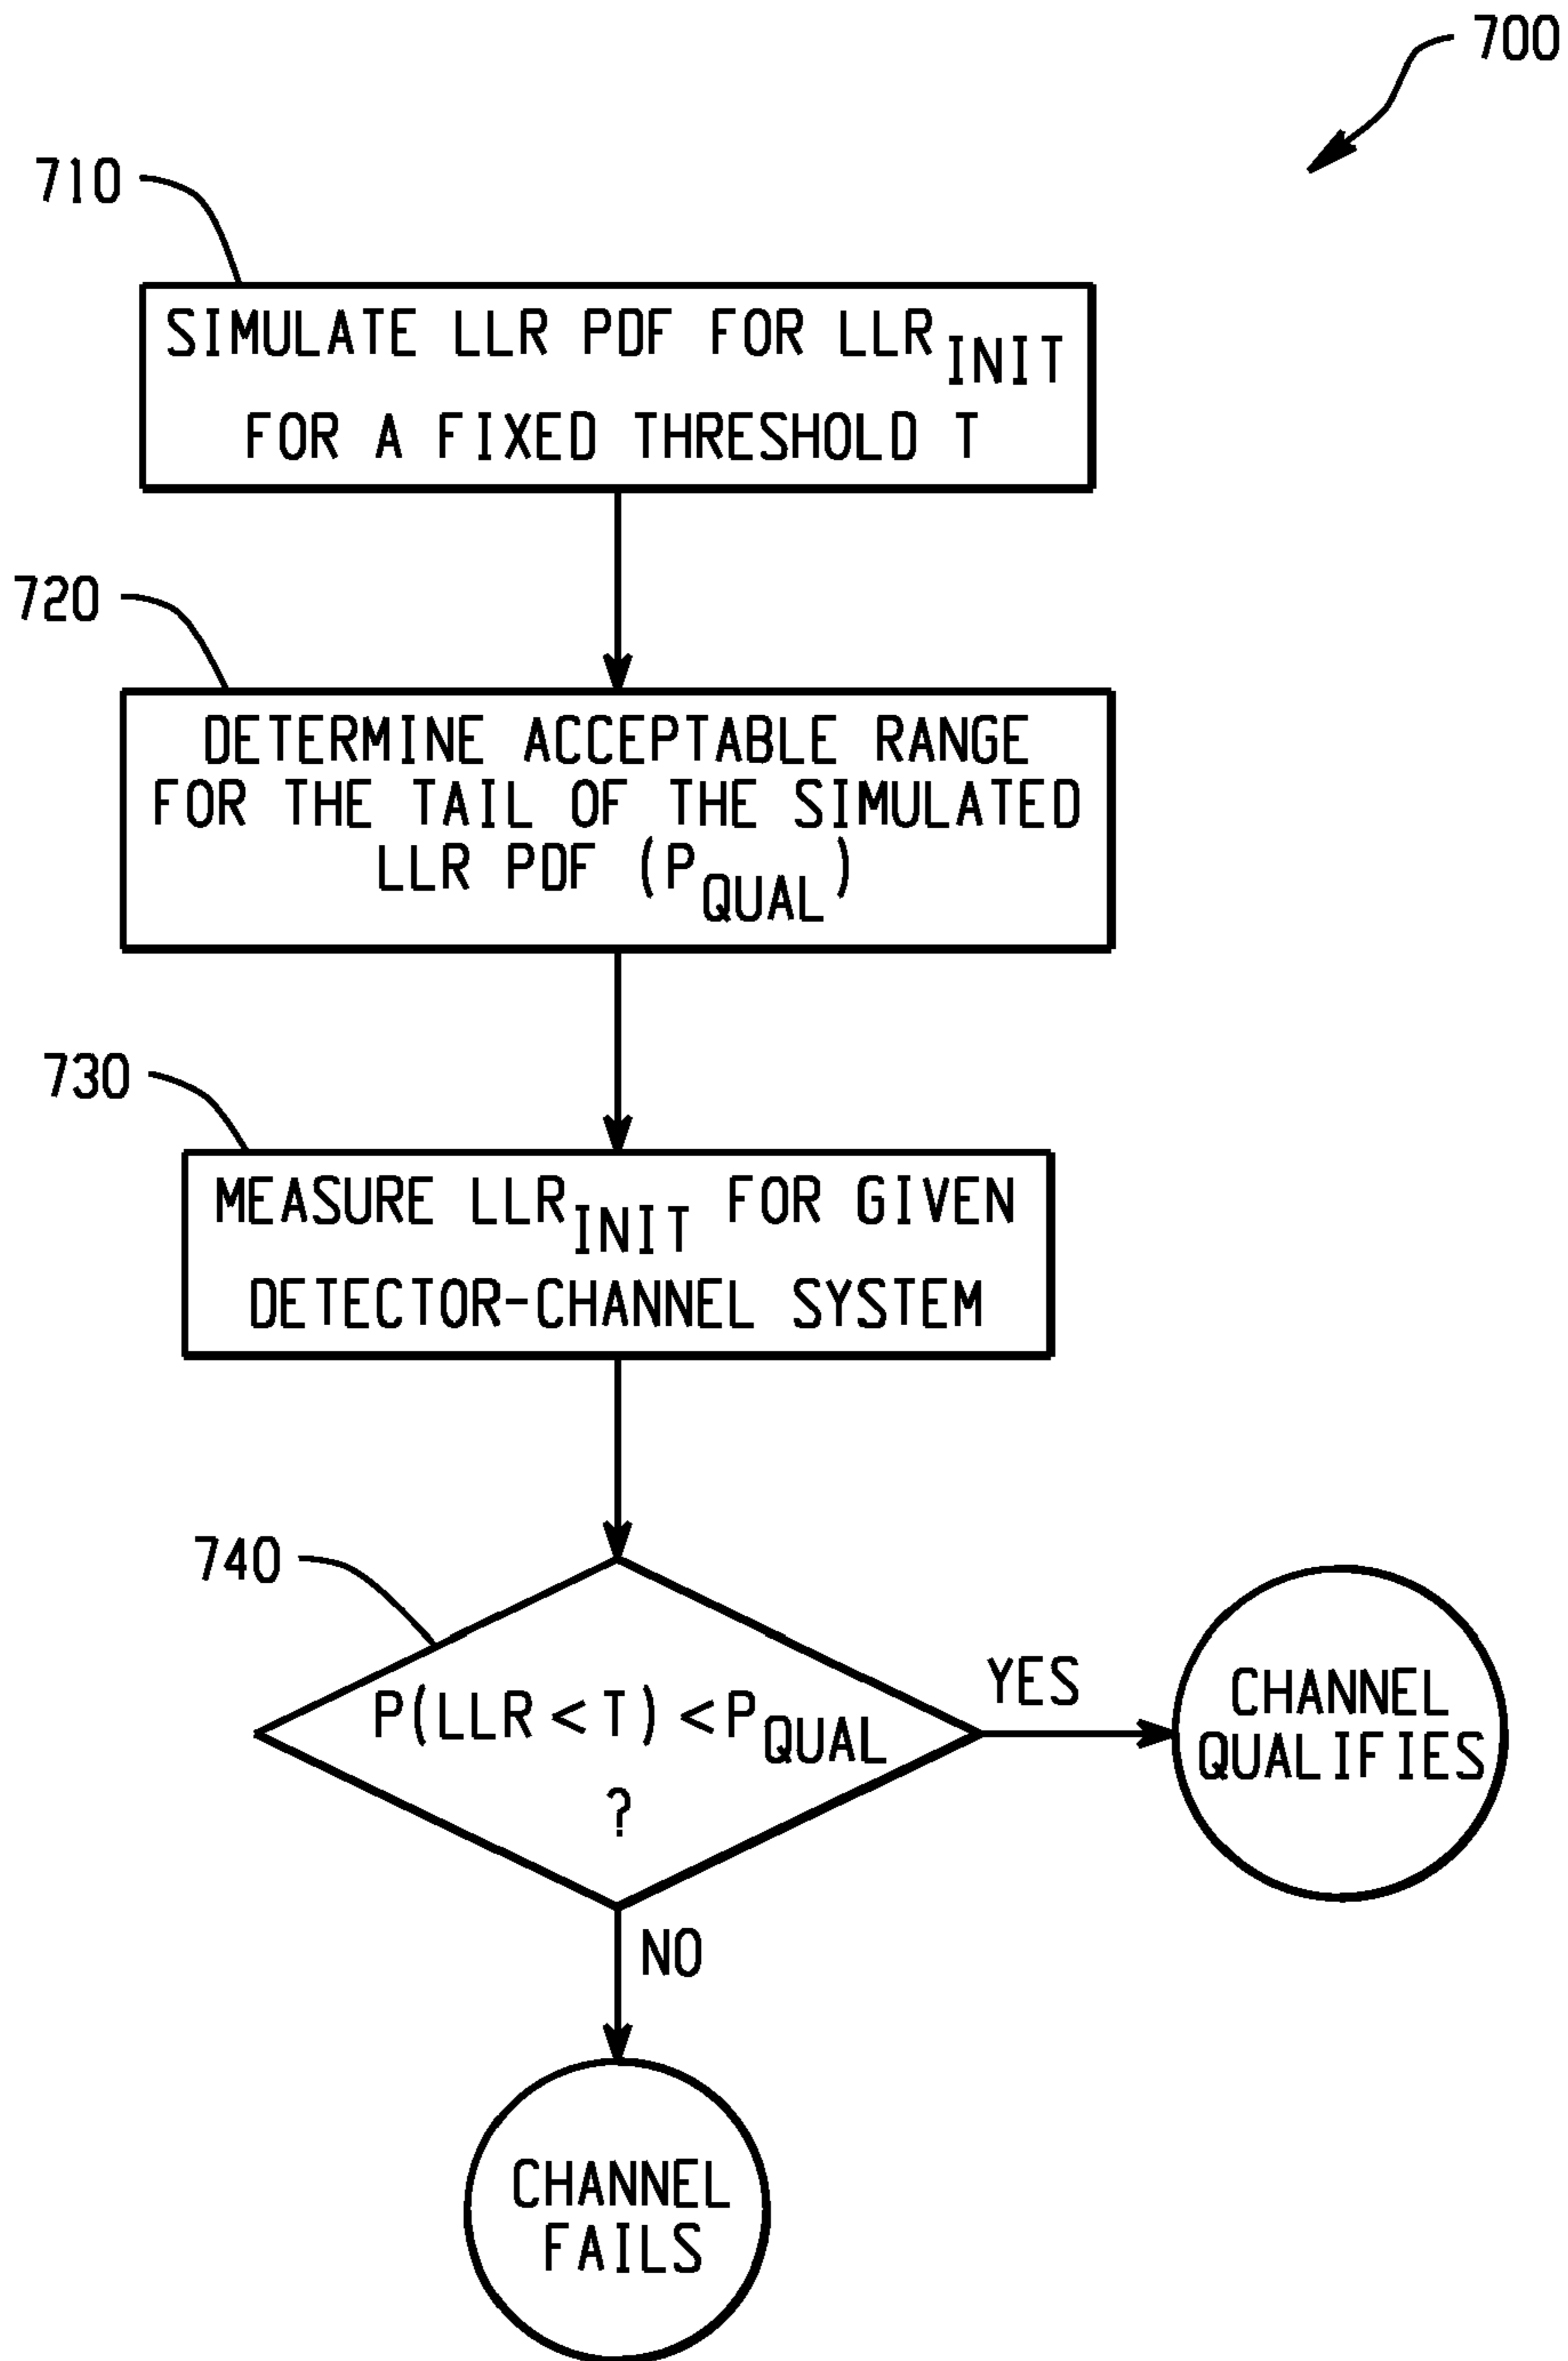 700
710
SIMULATE LLR PDF FOR LLR INIT
FOR A FIXED THRESHOLD T
720
DETERMINE ACCEPTABLE RANGE
FOR THE TAIL OF THE SIMULATED
LLR PDF (P QUAL)
730
MEASURE LLR INIT FOR GIVEN
DETECTOR-CHANNEL SYSTEM
740
P(LLR < T) < P QUAL
?
YES
CHANNEL
QUALIFIES
NO
CHANNEL
FAILS